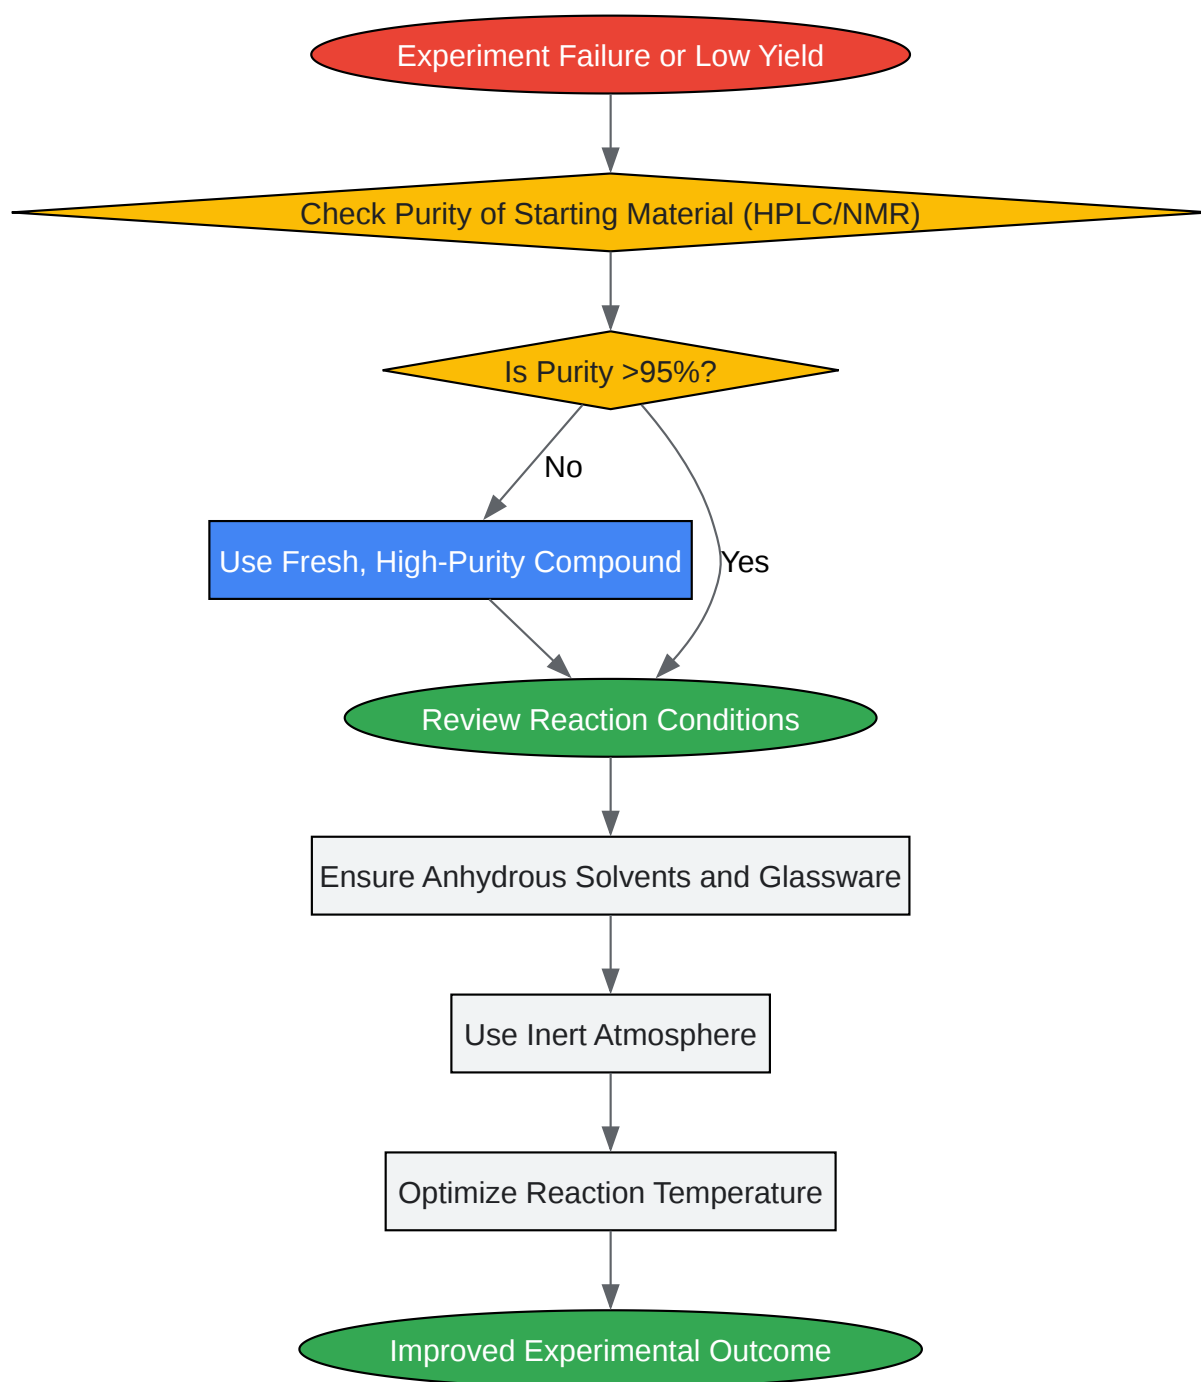 Experiment Failure or Low Yield
Check Purity of Starting Material (HPLC/NMR)
Is Purity >95%?
No
Use Fresh, High-Purity Compound
Yes
Review Reaction Conditions
Ensure Anhydrous Solvents and Glassware
Use Inert Atmosphere
Optimize Reaction Temperature
Improved Experimental Outcome